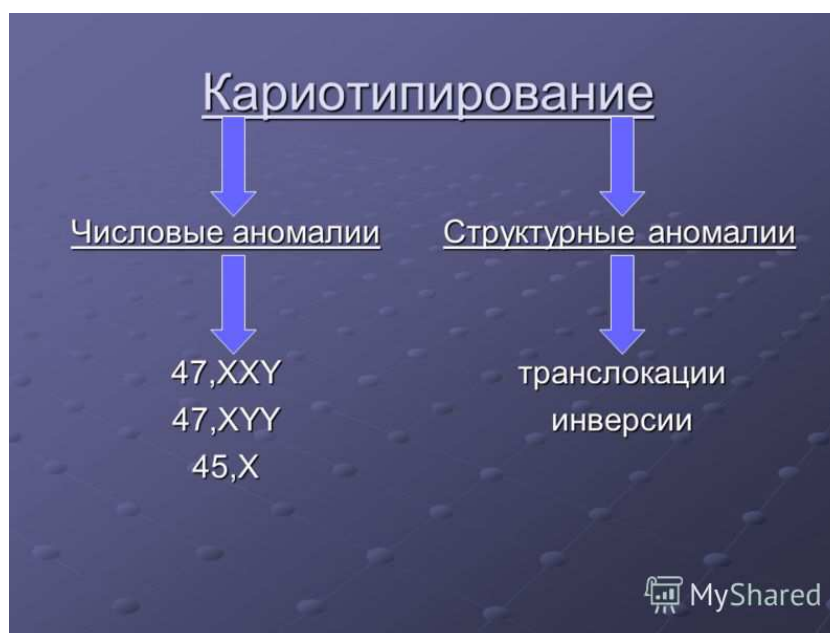 Кариотипирование
Числовые аномалии
Структурные аномалии
47,XXY
47,XYY
45,X
транслокации
инверсии
MyShared